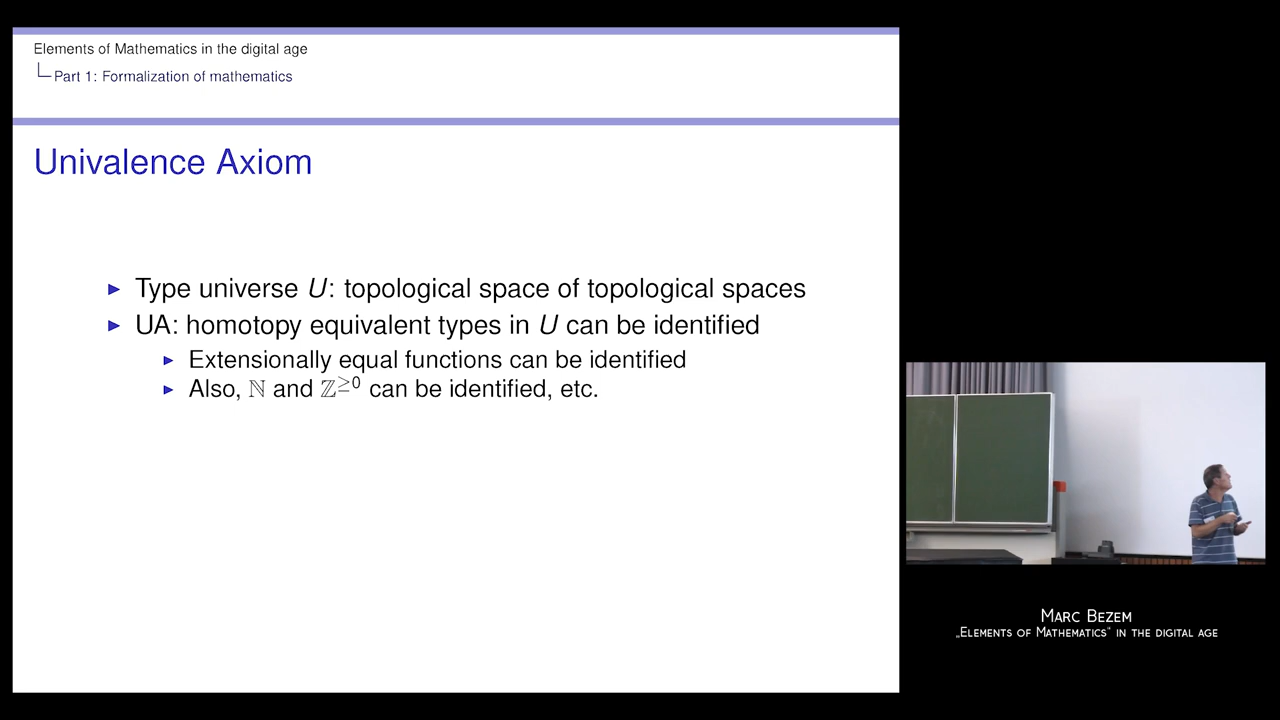 Elements of Mathematics in the digital age
Part 1: Formalization of mathematics
Univalence Axiom
Type universe U: topological space of topological spaces
UA: homotopy equivalent types in U can be identified
Extensionally equal functions can be identified
Also, ℕ and ℤ≥0 can be identified, etc.
Marc Bezem
„Elements of Mathematics“ in the digital age